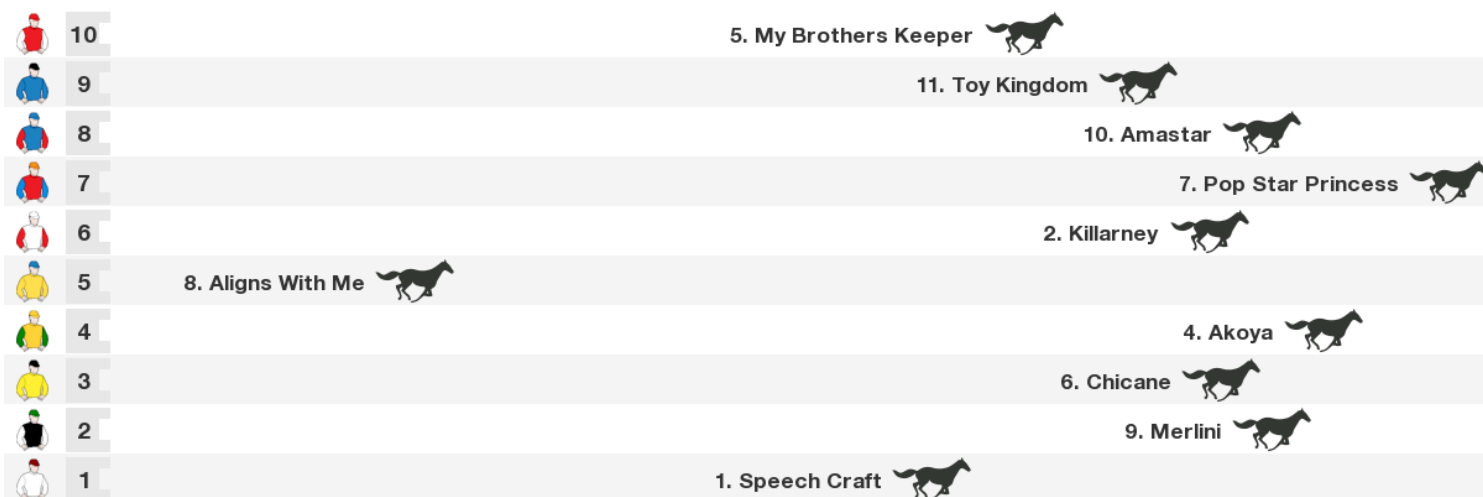 10 5. My Brothers Keeper
9 11. Toy Kingdom
8 10. Amastar
7 7. Pop Star Princess
6 2. Killarney
5 8. Aligns With Me
4 4. Akoya
3 6. Chicane
2 9. Merlini
1 1. Speech Craft